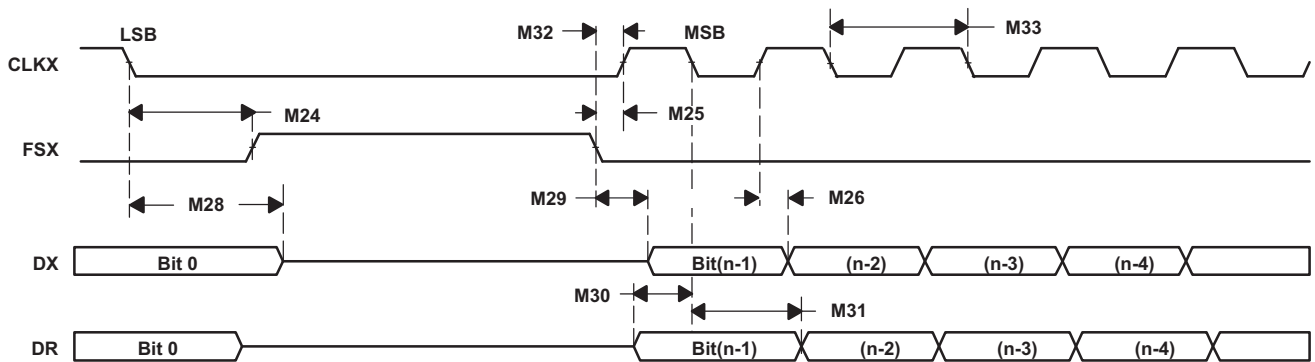 LSB
M32
MSB
M33
CLKX
M24
M25
FSX
M28
M29
M26
DX
Bit 0
Bit(n-1)
(n-2)
(n-3)
(n-4)
M30
M31
DR
Bit 0
Bit(n-1)
(n-2)
(n-3)
(n-4)